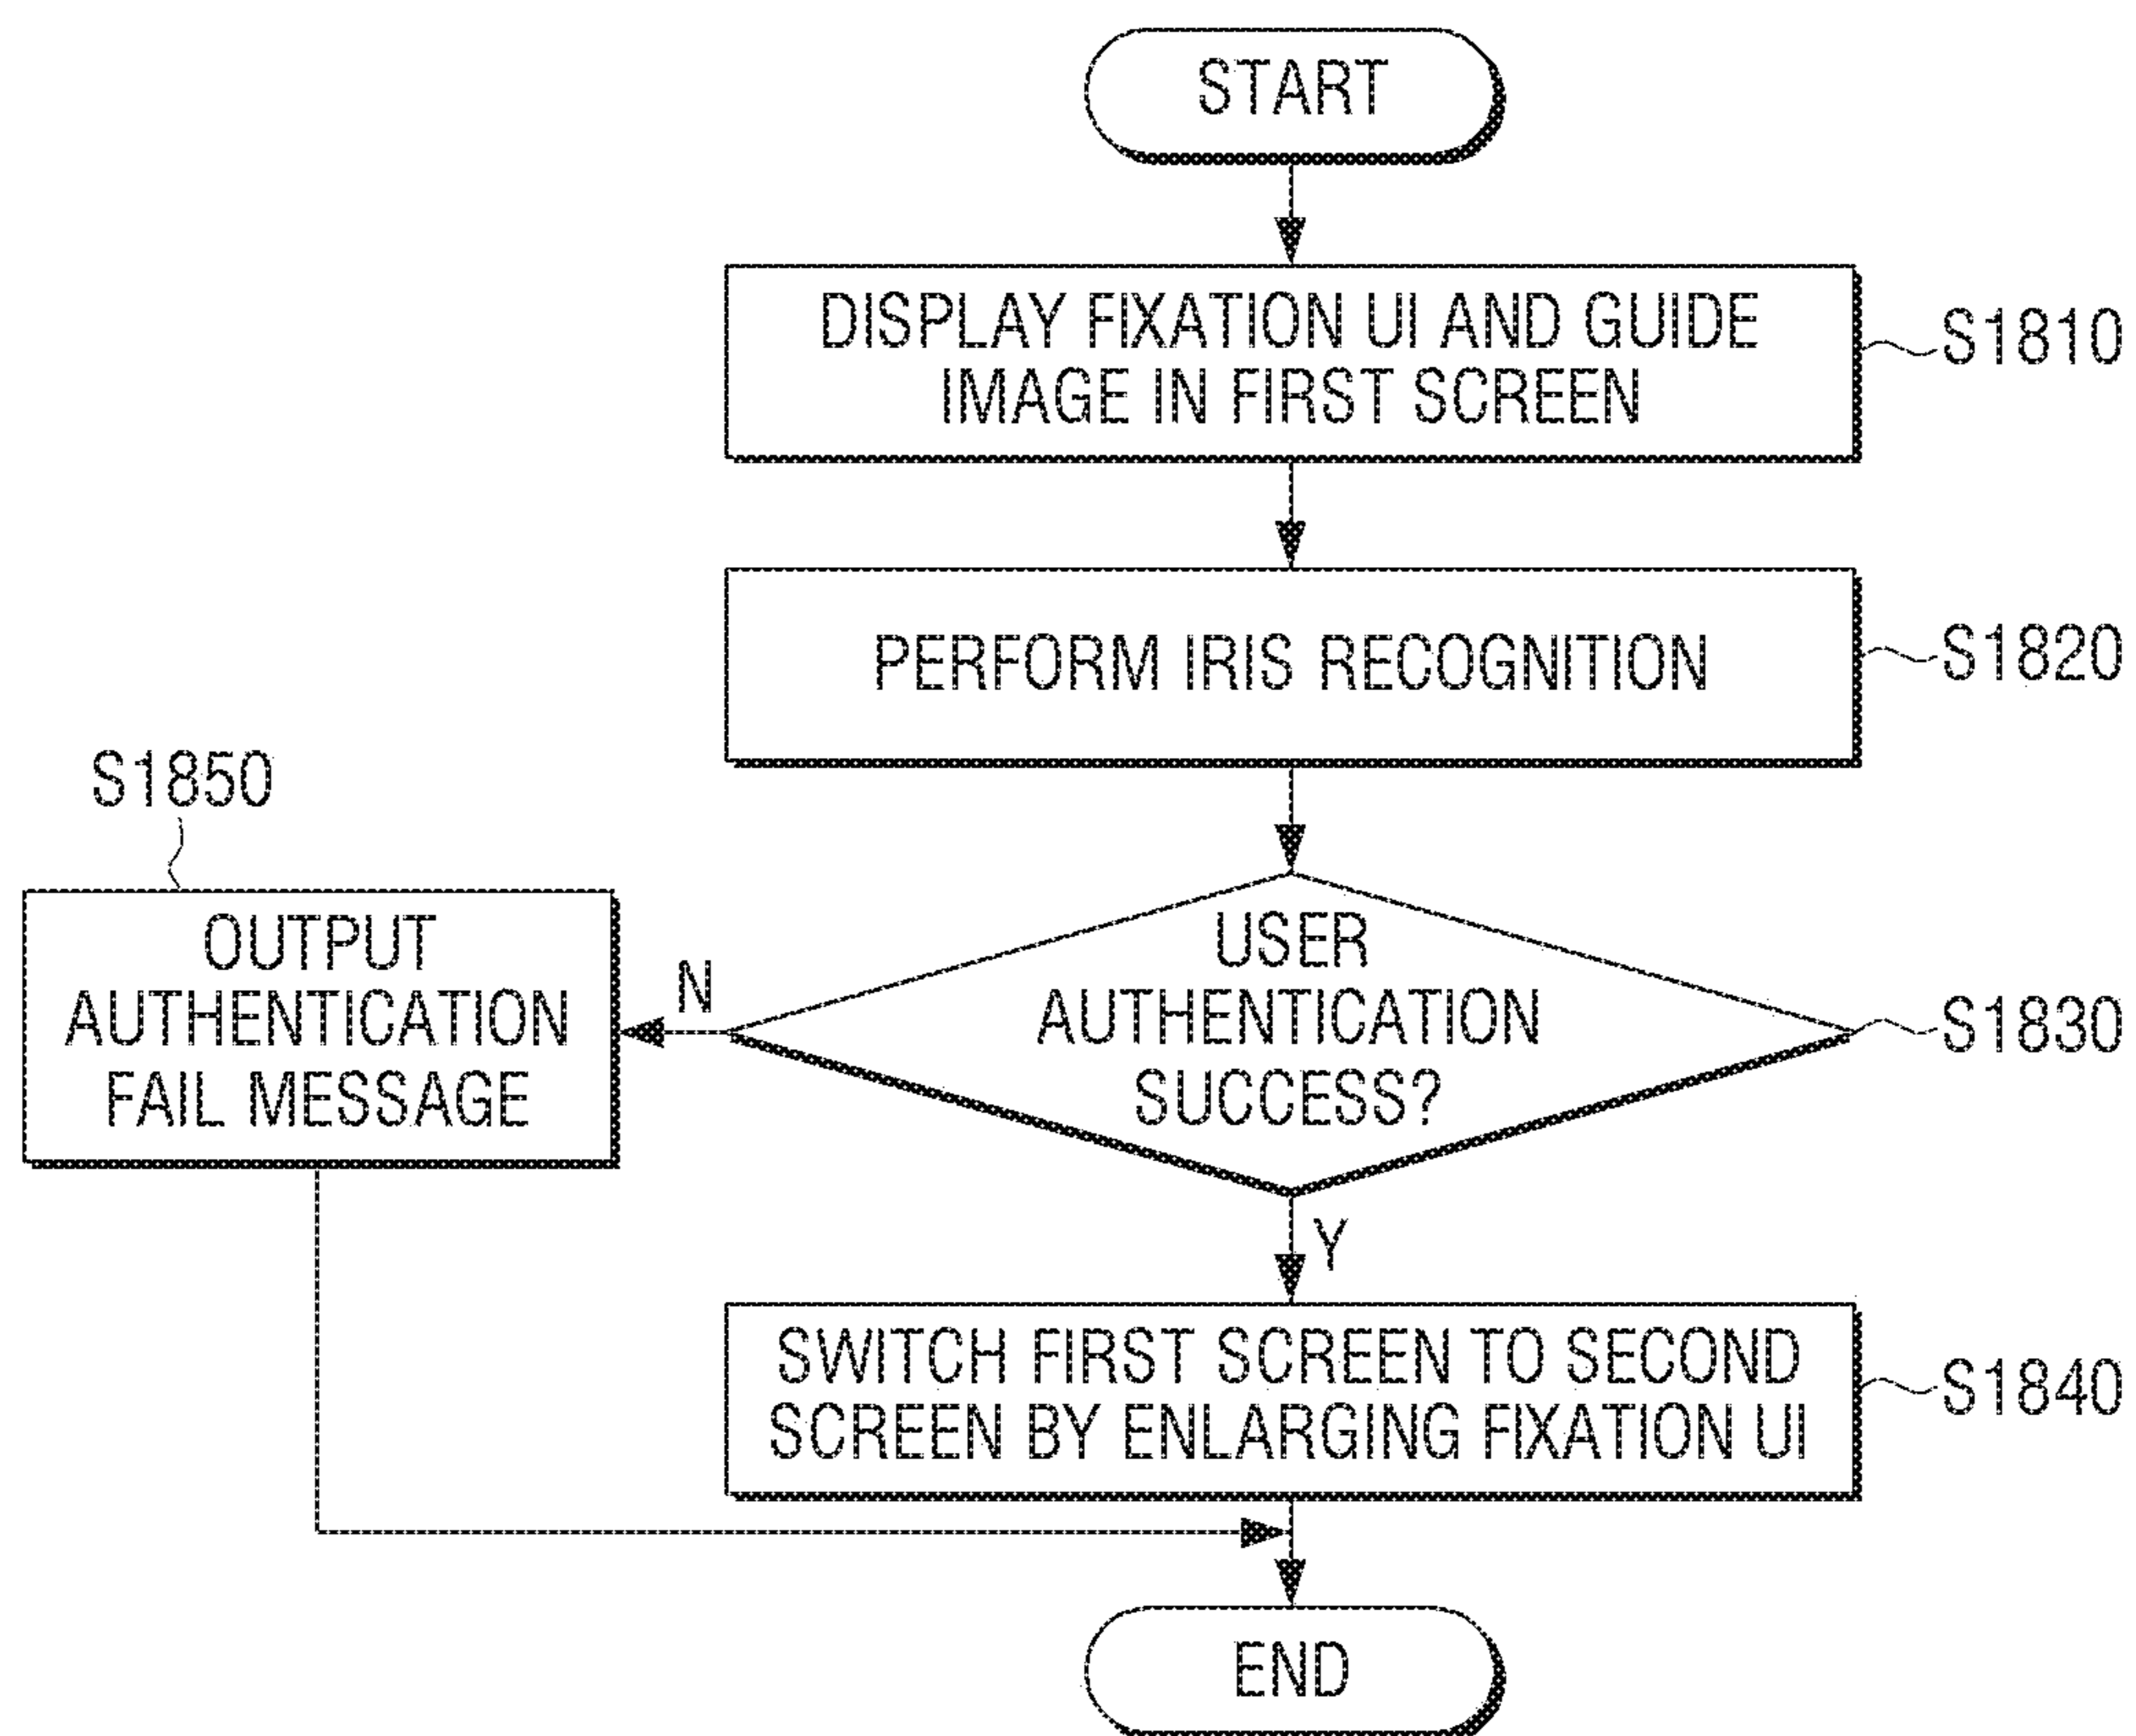 START
DISPLAY FIXATION UI AND GUIDE
IMAGE IN FIRST SCREEN
S1810
PERFORM IRIS RECOGNITION
S1820
S1850
OUTPUT
AUTHENTICATION
FAIL MESSAGE
N
USER
AUTHENTICATION
SUCCESS?
S1830
Y
SWITCH FIRST SCREEN TO SECOND
SCREEN BY ENLARGING FIXATION UI
S1840
END